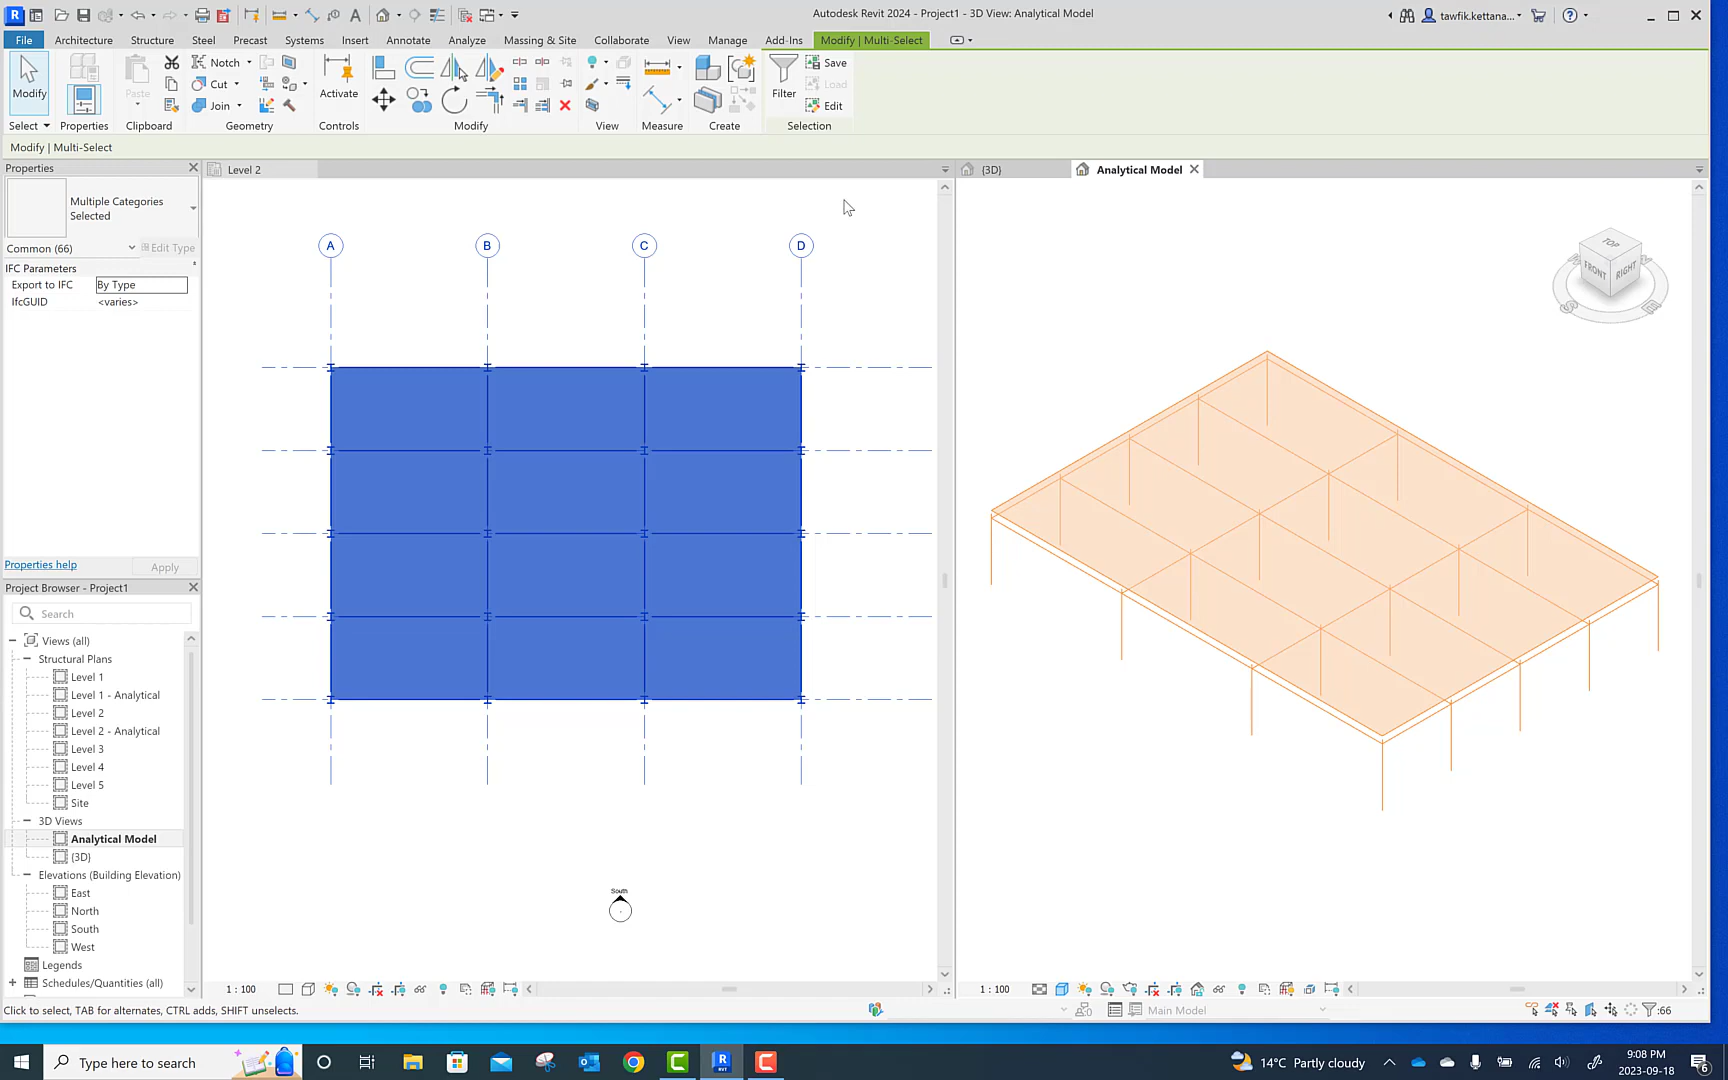 Autodesk Revit 2024 - Project1 - 3D View: Analytical Model
tawfik.kettana...
File Architecture Structure Steel Precast Systems Insert Annotate Analyze Massing & Site Collaborate View Manage Add-Ins Modify | Multi-Select
Modify Paste Notch Cut Join Activate Filter Save Load Edit
Select Properties Clipboard Geometry Controls Modify View Measure Create Selection
Modify | Multi-Select
Properties
Multiple Categories
Selected
Common (66) Edit Type
IFC Parameters
Export to IFC By Type
IfcGUID <varies>
Properties help Apply
Project Browser - Project1
Search
Views (all)
Structural Plans
Level 1
Level 1 - Analytical
Level 2
Level 2 - Analytical
Level 3
Level 4
Level 5
Site
3D Views
Analytical Model
{3D}
Elevations (Building Elevation)
East
North
South
West
Legends
Schedules/Quantities (all)
Level 2
A B C D
South
1 : 100
{3D} Analytical Model
TOP
FRONT RIGHT
S E
1 : 100
Click to select, TAB for alternates, CTRL adds, SHIFT unselects.
Main Model
:66
Type here to search
14°C Partly cloudy
9:08 PM
2023-09-18
6